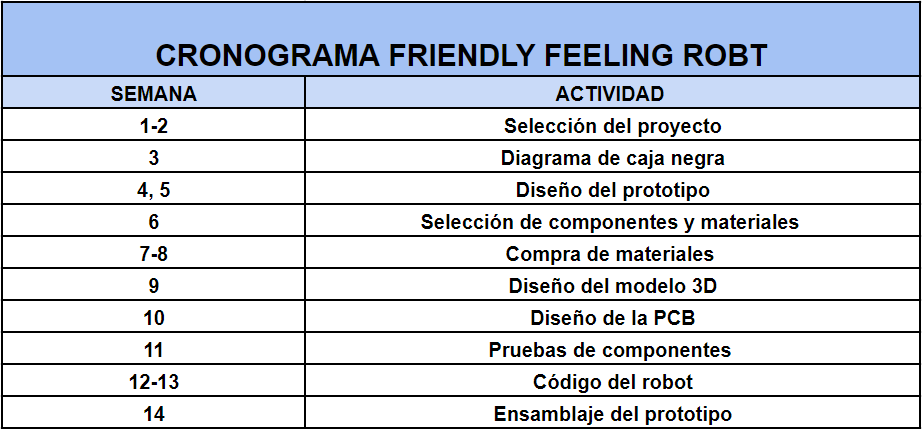 CRONOGRAMA FRIENDLY FEELING ROBT
SEMANA ACTIVIDAD
1-2 Selección del proyecto
3 Diagrama de caja negra
4, 5 Diseño del prototipo
6 Selección de componentes y materiales
7-8 Compra de materiales
9 Diseño del modelo 3D
10 Diseño de la PCB
11 Pruebas de componentes
12-13 Código del robot
14 Ensamblaje del prototipo